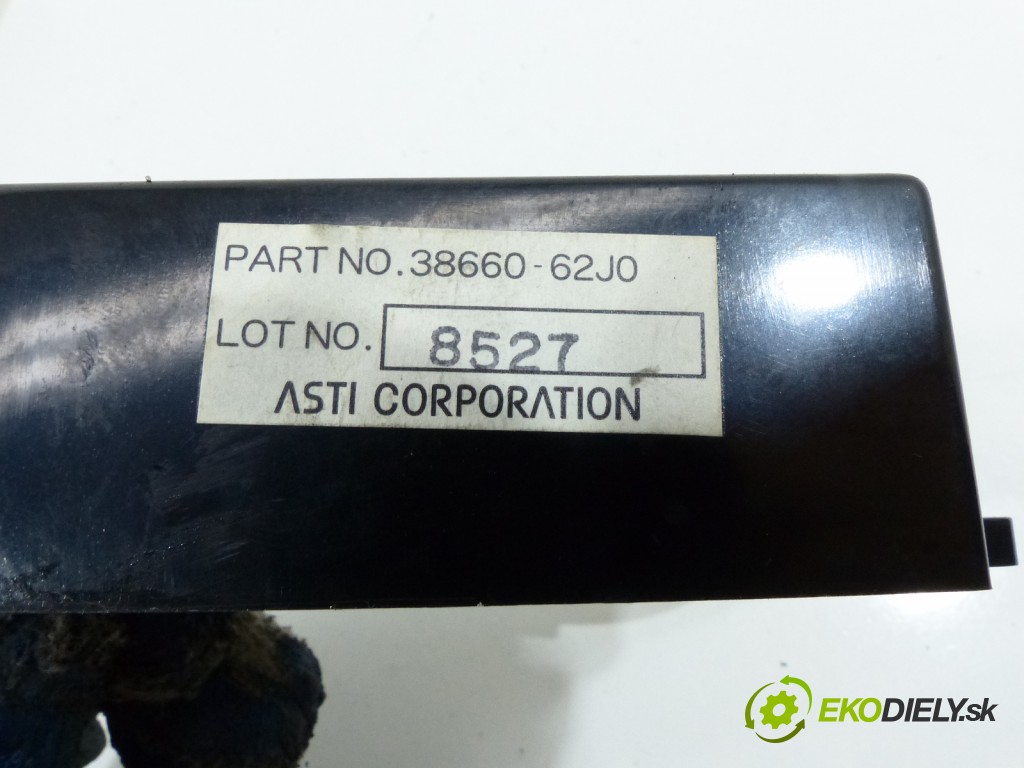 PART NO. 38660-62J0
LOT NO. 8527
ASTI CORPORATION
EKODIELY.sk